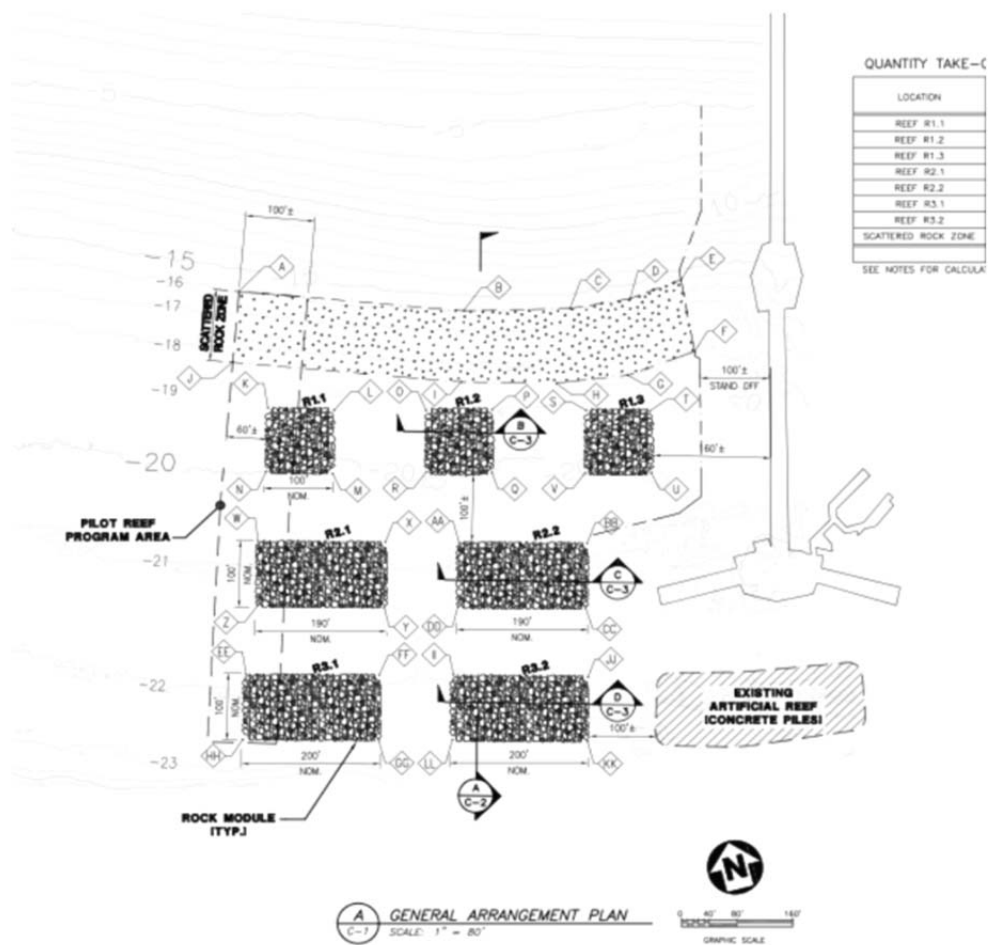 QUANTITY TAKE-
LOCATION
REEF R1.1
REEF R1.2
REEF R1.3
REEF R2.1
REEF R2.2
REEF R3.1
REEF R3.2
SCATTERED ROCK ZONE
SEE NOTES FOR
-5
-10
100'±
-15
-16
-17
-18
-19
SCATTERED
ROCK ZONE
A
B
C
D
E
F
J
K
L
O
I
P
S
H
G
T
100'±
STAND OFF
R1.1
R1.2
R1.3
B
C-3
60'±
60'±
-20
N
100'
NOM.
M
R
Q
V
U
100'±
PILOT REEF
PROGRAM AREA
W
X
AA
BB
R2.1
R2.2
-21
100'
NOM.
C
C-3
Z
190'
NOM.
Y
DD
190'
NOM.
CC
EE
FF
II
JJ
R3.1
R3.2
-22
100'
NOM.
D
C-3
EXISTING
ARTIFICIAL REEF
(CONCRETE PILES)
100'±
-23
HH
200'
NOM.
GG
LL
200'
NOM.
KK
A
C-2
ROCK MODULE
(TYP.)
N
A
C-1
GENERAL ARRANGEMENT PLAN
SCALE: 1" = 80'
0 40' 80' 160'
GRAPHIC SCALE